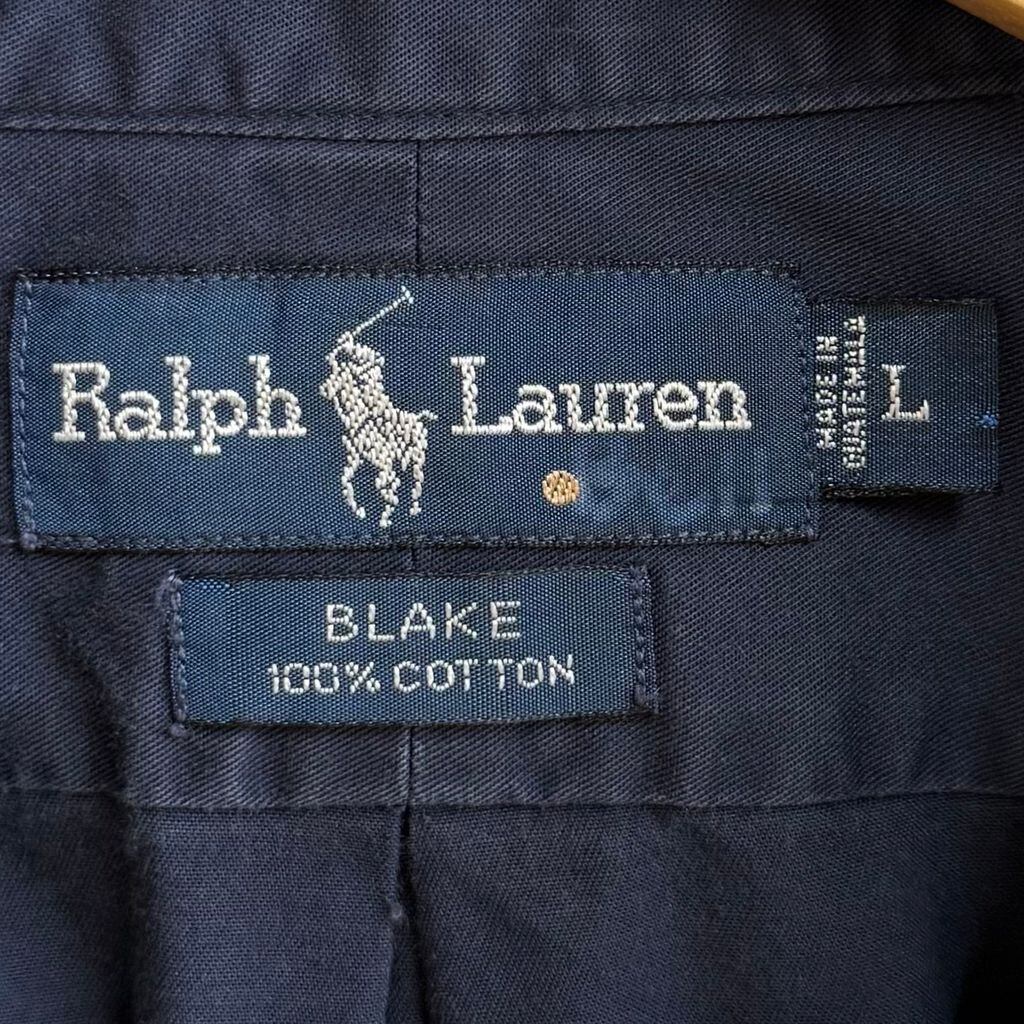 Ralph Lauren
MADE IN
GUATEMALA
L
BLAKE
100% COTTON